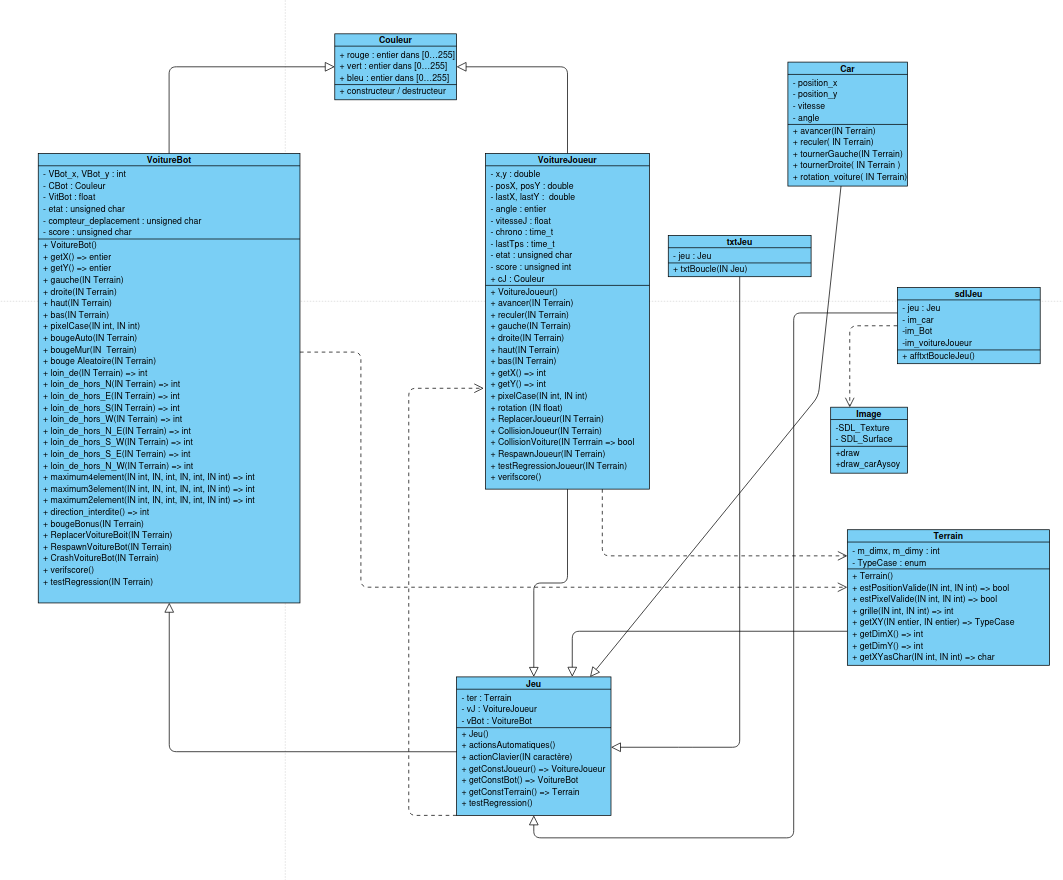 Couleur
+ rouge : entier dans [0...255]
+ vert : entier dans [0...255]
+ bleu : entier dans [0...255]
+ constructeur / destructeur
Car
- position_x
- position_y
- vitesse
- angle
+ avancer(IN Terrain)
+ reculer( IN Terrain)
+ tournerGauche(IN Terrain)
+ tournerDroite( IN Terrain )
+ rotation_voiture( IN Terrain)
VoitureBot
- VBot_x, VBot_y : int
- CBot : Couleur
- VitBot : float
- etat : unsigned char
- compteur_deplacement : unsigned char
- score : unsigned char
+ VoitureBot()
+ getX() => entier
+ getY() => entier
+ gauche(IN Terrain)
+ droite(IN Terrain)
+ haut(IN Terrain)
+ bas(IN Terrain)
+ pixelCase(IN int, IN int)
+ bougeAuto(IN Terrain)
+ bougeMur(IN  Terrain)
+ bouge Aleatoire(IN Terrain)
+ loin_de(IN Terrain) => int
+ loin_de_hors_N(IN Terrain) => int
+ loin_de_hors_E(IN Terrain) => int
+ loin_de_hors_S(IN Terrain) => int
+ loin_de_hors_W(IN Terrain) => int
+ loin_de_hors_N_E(IN Terrain) => int
+ loin_de_hors_S_W(IN Terrain) => int
+ loin_de_hors_S_E(IN Terrain) => int
+ loin_de_hors_N_W(IN Terrain) => int
+ maximum4element(IN int, IN int, IN int, IN int) => int
+ maximum3element(IN int, IN int, IN int, IN int) => int
+ maximum2element(IN int, IN int, IN int, IN int) => int
+ direction_interdite() => int
+ bougeBonus(IN Terrain)
+ ReplacerVoitureBoit(IN Terrain)
+ RespawnVoitureBot(IN Terrain)
+ CrashVoitureBot(IN Terrain)
+ verifscore()
+ testRegression(IN Terrain)
VoitureJoueur
- x,y : double
- posX, posY : double
- lastX, lastY :  double
- angle : entier
- vitesseJ : float
- chrono : time_t
- lastTps : time_t
- etat : unsigned char
- score : unsigned int
+ cJ : Couleur
+ VoitureJoueur()
+ avancer(IN Terrain)
+ reculer(IN Terrain)
+ gauche(IN Terrain)
+ droite(IN Terrain)
+ haut(IN Terrain)
+ bas(IN Terrain)
+ getX() => int
+ getY() => int
+ pixelCase(IN int, IN int)
+ rotation (IN float)
+ ReplacerJoueur(IN Terrain)
+ CollisionJoueur(IN Terrain)
+ CollisionVoiture(IN Terrrain => bool
+ RespawnJoueur(IN Terrain)
+ testRegressionJoueur(IN Terrain)
+ verifscore()
txtJeu
- jeu : Jeu
+ txtBoucle(IN Jeu)
sdlJeu
- jeu : Jeu
- im_car
-im_Bot
-im_voitureJoueur
+ afftxtBoucleJeu()
Image
-SDL_Texture
- SDL_Surface
+draw
+draw_carAysoy
Terrain
- m_dimx, m_dimy : int
- TypeCase : enum
+ Terrain()
+ estPositionValide(IN int, IN int) => bool
+ estPixelValide(IN int, IN int) => bool
+ grille(IN int, IN int) => int
+ getXY(IN entier, IN entier) => TypeCase
+ getDimX() => int
+ getDimY() => int
+ getXYasChar(IN int, IN int) => char
Jeu
- ter : Terrain
- vJ : VoitureJoueur
- vBot : VoitureBot
+ Jeu()
+ actionsAutomatiques()
+ actionClavier(IN caractère)
+ getConstJoueur() => VoitureJoueur
+ getConstBot() => VoitureBot
+ getConstTerrain() => Terrain
+ testRegression()